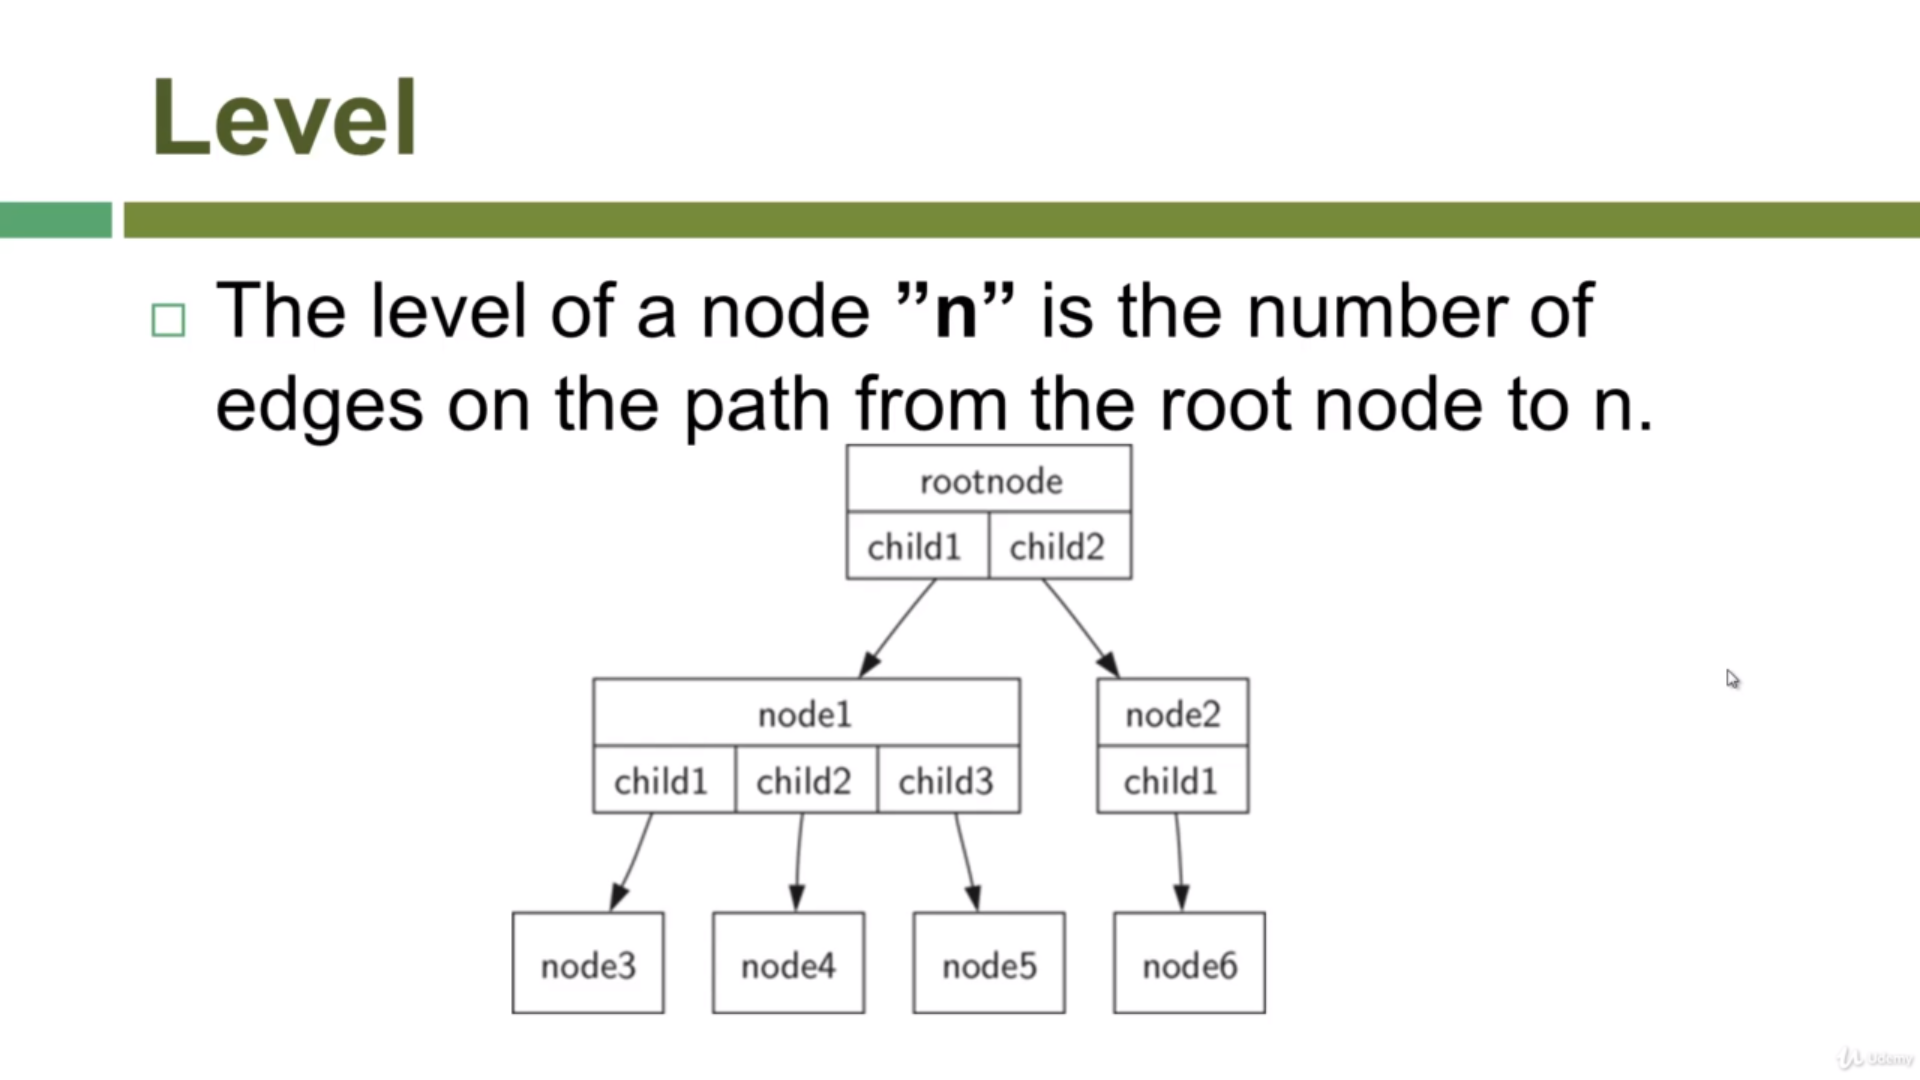 Level
The level of a node ”n” is the number of
edges on the path from the root node to n.
rootnode
child1 child2
node1 node2
child1 child2 child3 child1
node3 node4 node5 node6
Udemy